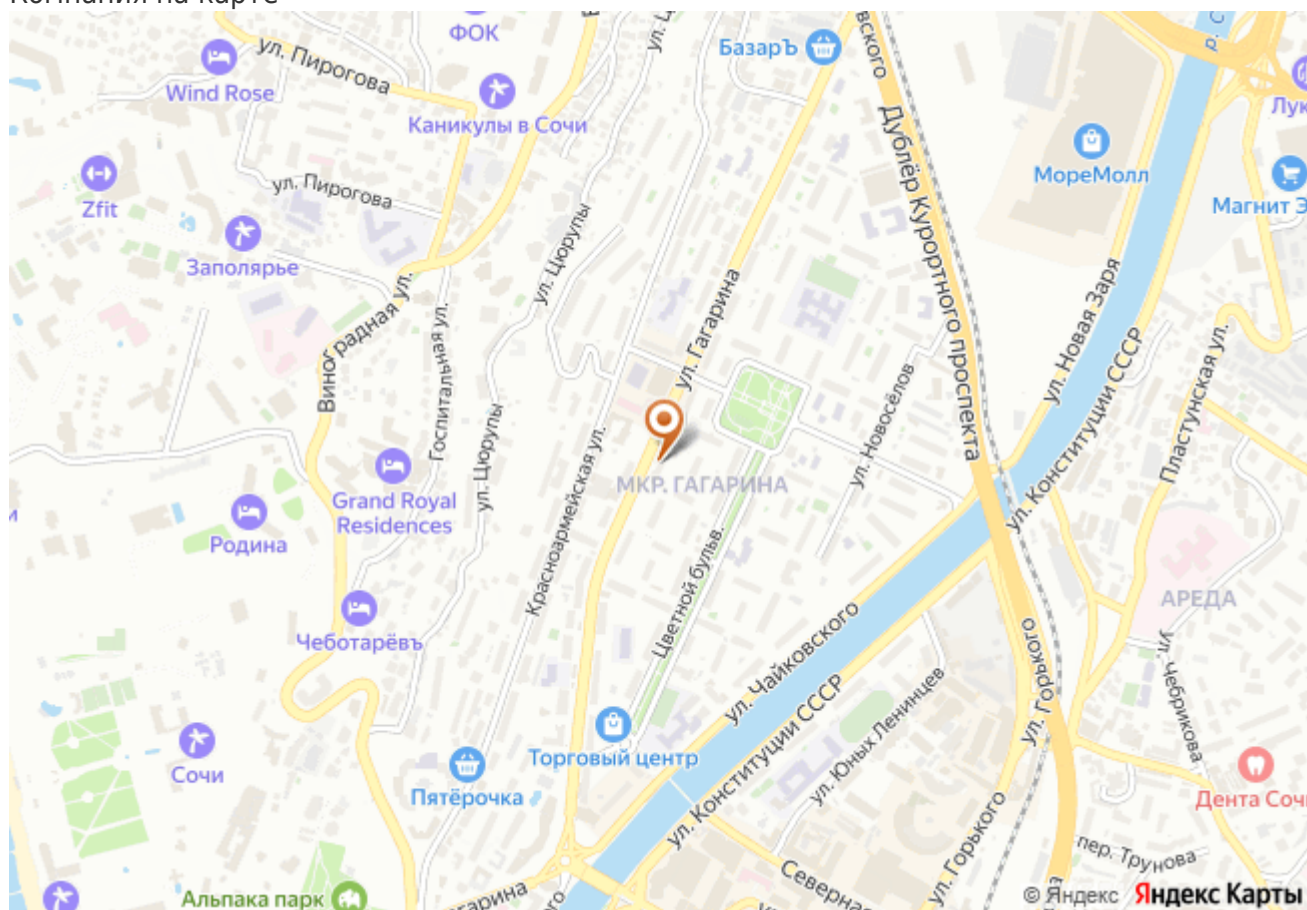 Компания на карте
ФОК
ул. Пирогова
Wind Rose
Каникулы в Сочи
БазарЪ
Дублёр Курортного проспекта
МореМолл
Магнит
Zfit
ул. Пирогова
Заполярье
ул. Цюрупы
ул. Гагарина
Виноградная ул.
Госпитальная ул.
ул. Новая Заря
ул. Конституции СССР
Пластунская ул.
ул. Новосёлов
ул. Цюрупы
Красноармейская ул.
МКР. ГАГАРИНА
Grand Royal
Residences
Родина
Чеботарёвъ
Цветной бульв.
ул. Чайковского
АРЕДА
ул. Чебрикова
ул. Горького
Торговый центр
Сочи
Пятёрочка
ул. Конституции СССР
ул. Юных Ленинцев
ул. Горького
Дента Сочи
пер. Трунова
Альпака парк
© Яндекс Яндекс Карты